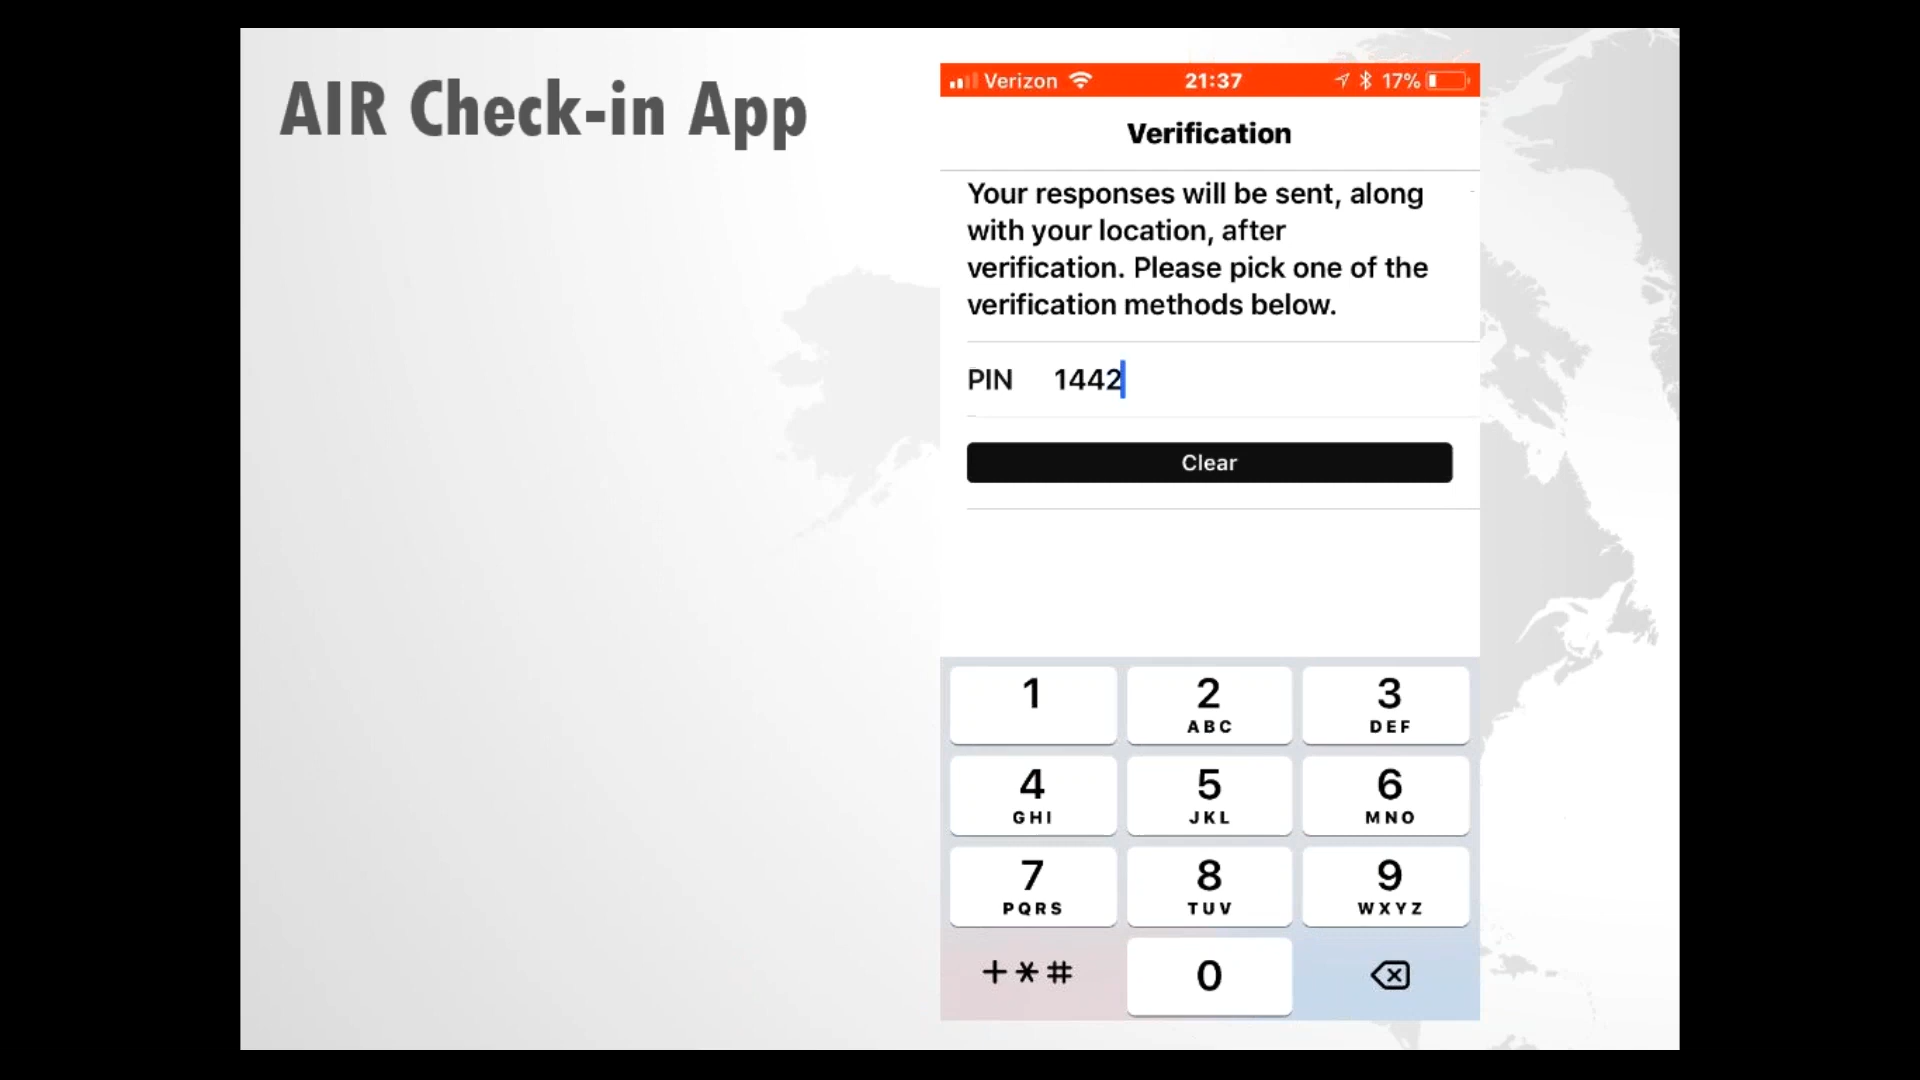 AIR Check-in App
Verizon 21:37 17%
Verification
Your responses will be sent, along
with your location, after
verification. Please pick one of the
verification methods below.
PIN 1442
Clear
1 2 3
ABC DEF
4 5 6
GHI JKL MNO
7 8 9
PQRS TUV WXYZ
+*# 0